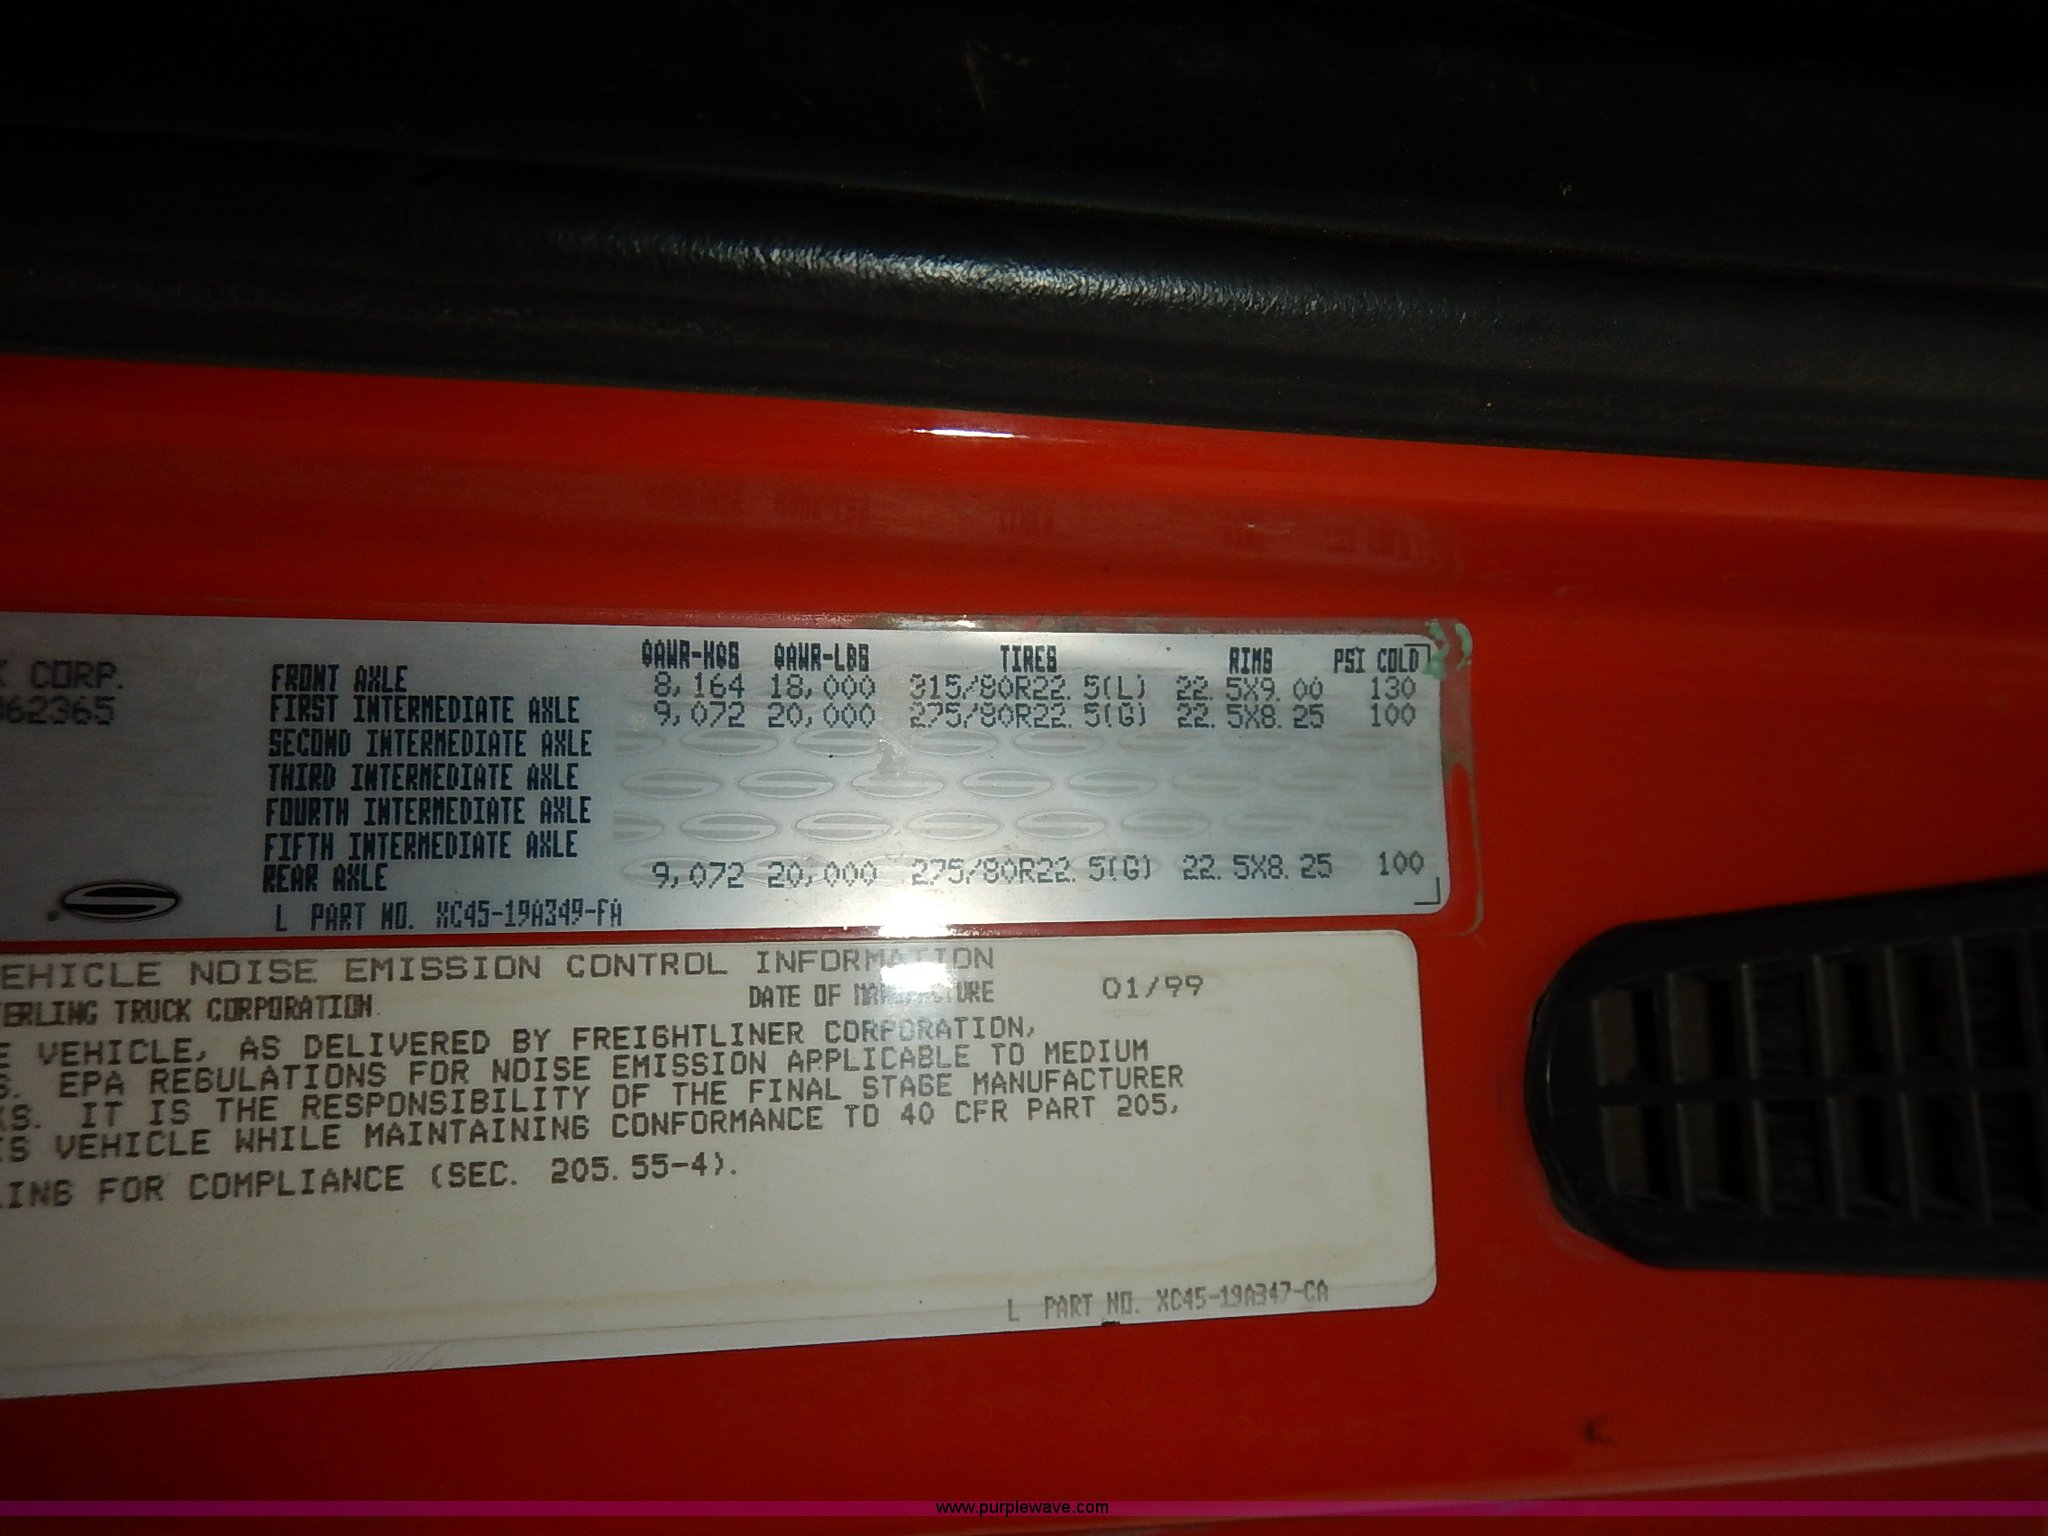 K CORP.
362365
GAWR-KGS GAWR-LBS TIRES RIMS PSI COLD
FRONT AXLE 8,164 18,000 315/80R22.5(L) 22.5X9.00 130
FIRST INTERMEDIATE AXLE 9,072 20,000 275/80R22.5(G) 22.5X8.25 100
SECOND INTERMEDIATE AXLE
THIRD INTERMEDIATE AXLE
FOURTH INTERMEDIATE AXLE
FIFTH INTERMEDIATE AXLE
REAR AXLE 9,072 20,000 275/80R22.5(G) 22.5X8.25 100
L PART NO. XC45-19A349-FA
EHICLE NOISE EMISSION CONTROL INFORMATION
ERLING TRUCK CORPORATION DATE OF MANUFACTURE 01/99
E VEHICLE, AS DELIVERED BY FREIGHTLINER CORPORATION,
S. EPA REGULATIONS FOR NOISE EMISSION APPLICABLE TO MEDIUM
KS. IT IS THE RESPONSIBILITY OF THE FINAL STAGE MANUFACTURER
IS VEHICLE WHILE MAINTAINING CONFORMANCE TO 40 CFR PART 205,
LING FOR COMPLIANCE (SEC. 205.55-4).
L PART NO. XC45-19A347-CA
www.purplewave.com